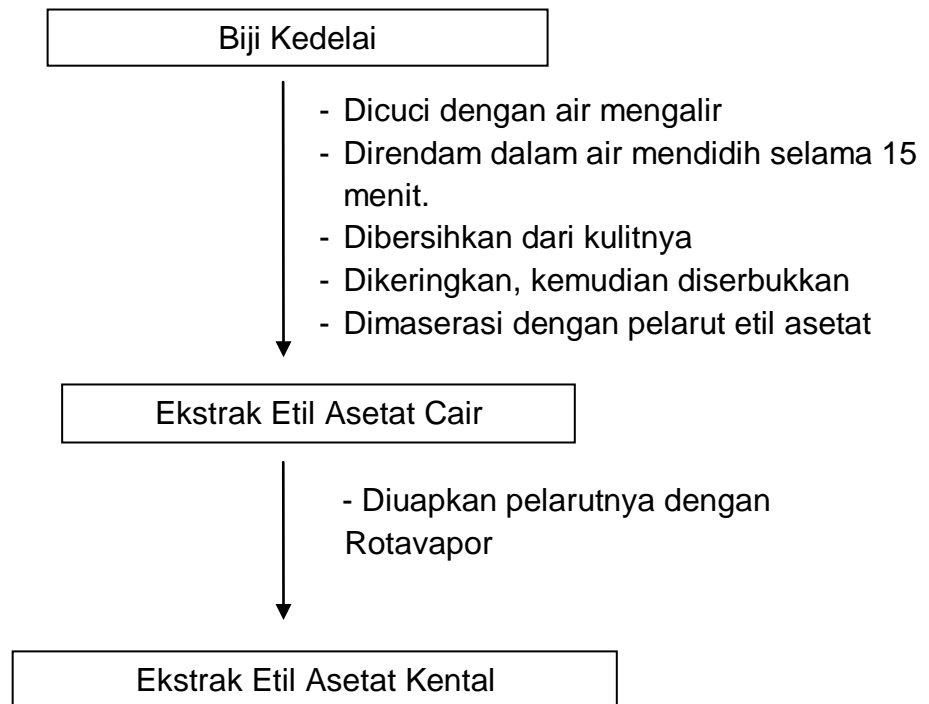 Biji Kedelai
- Dicuci dengan air mengalir
- Direndam dalam air mendidih selama 15
menit.
- Dibersihkan dari kulitnya
- Dikeringkan, kemudian diserbukkan
- Dimaserasi dengan pelarut etil asetat
Ekstrak Etil Asetat Cair
- Diuapkan pelarutnya dengan
Rotavapor
Ekstrak Etil Asetat Kental